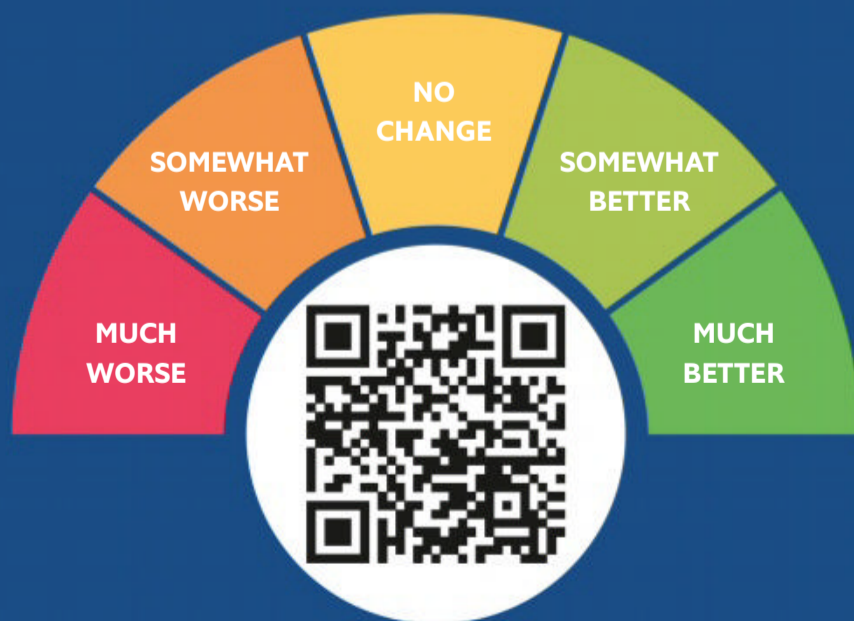 MUCH
WORSE
SOMEWHAT
WORSE
NO
CHANGE
SOMEWHAT
BETTER
MUCH
BETTER